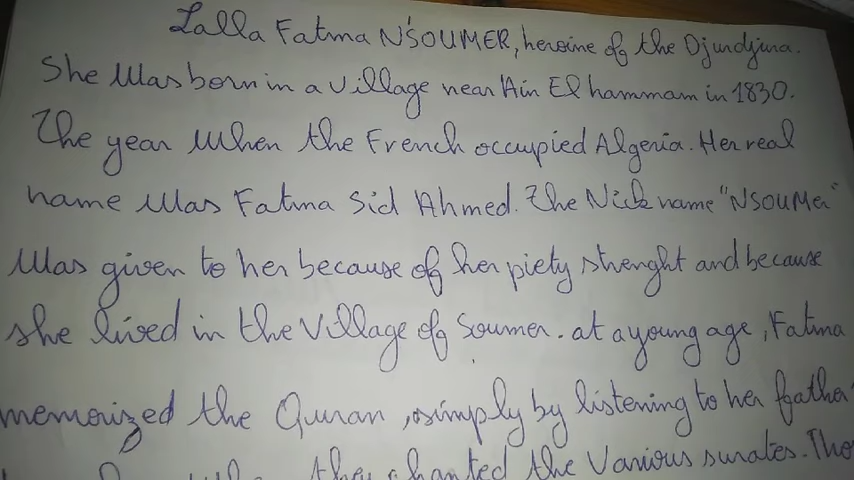 Lalla Fatma N'SOUMER, heroine of the Djundjina.
She was born in a village near Ain El hammam in 1830.
The year when the French occupied Algeria. Her real
name was Fatma Sid Ahmed. The Nick name "NSOUMer"
was given to her because of her piety strenght and because
she lived in the village of Soumer. at a young age, Fatma
memorized the Quran, simply by listening to her father
they chanted the various surates.